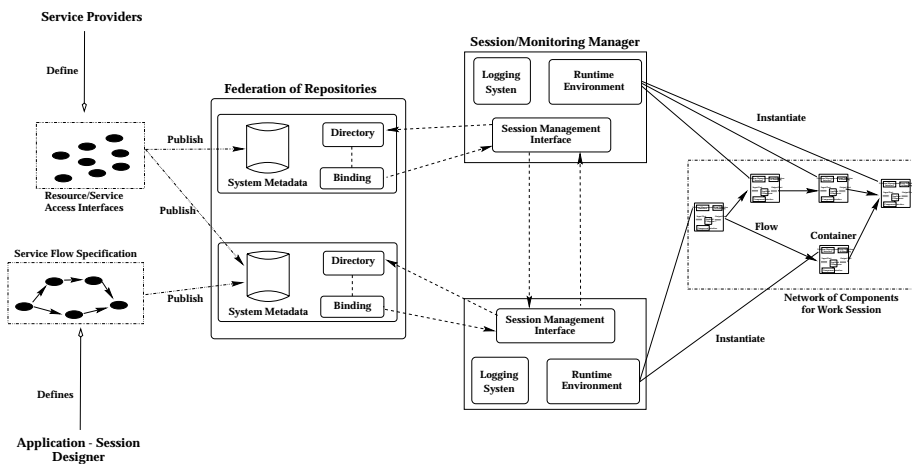 Service Providers
Define
Resource/Service
Access Interfaces
Service Flow Specification
Defines
Application - Session
Designer
Publish
Publish
Publish
Federation of Repositories
System Metadata
Directory
Binding
System Metadata
Directory
Binding
Session/Monitoring Manager
Logging
Systen
Runtime
Environment
Session Management
Interface
Session Management
Interface
Logging
Systen
Runtime
Environment
Instantiate
Flow
Container
Network of Components
for Work Session
Instantiate